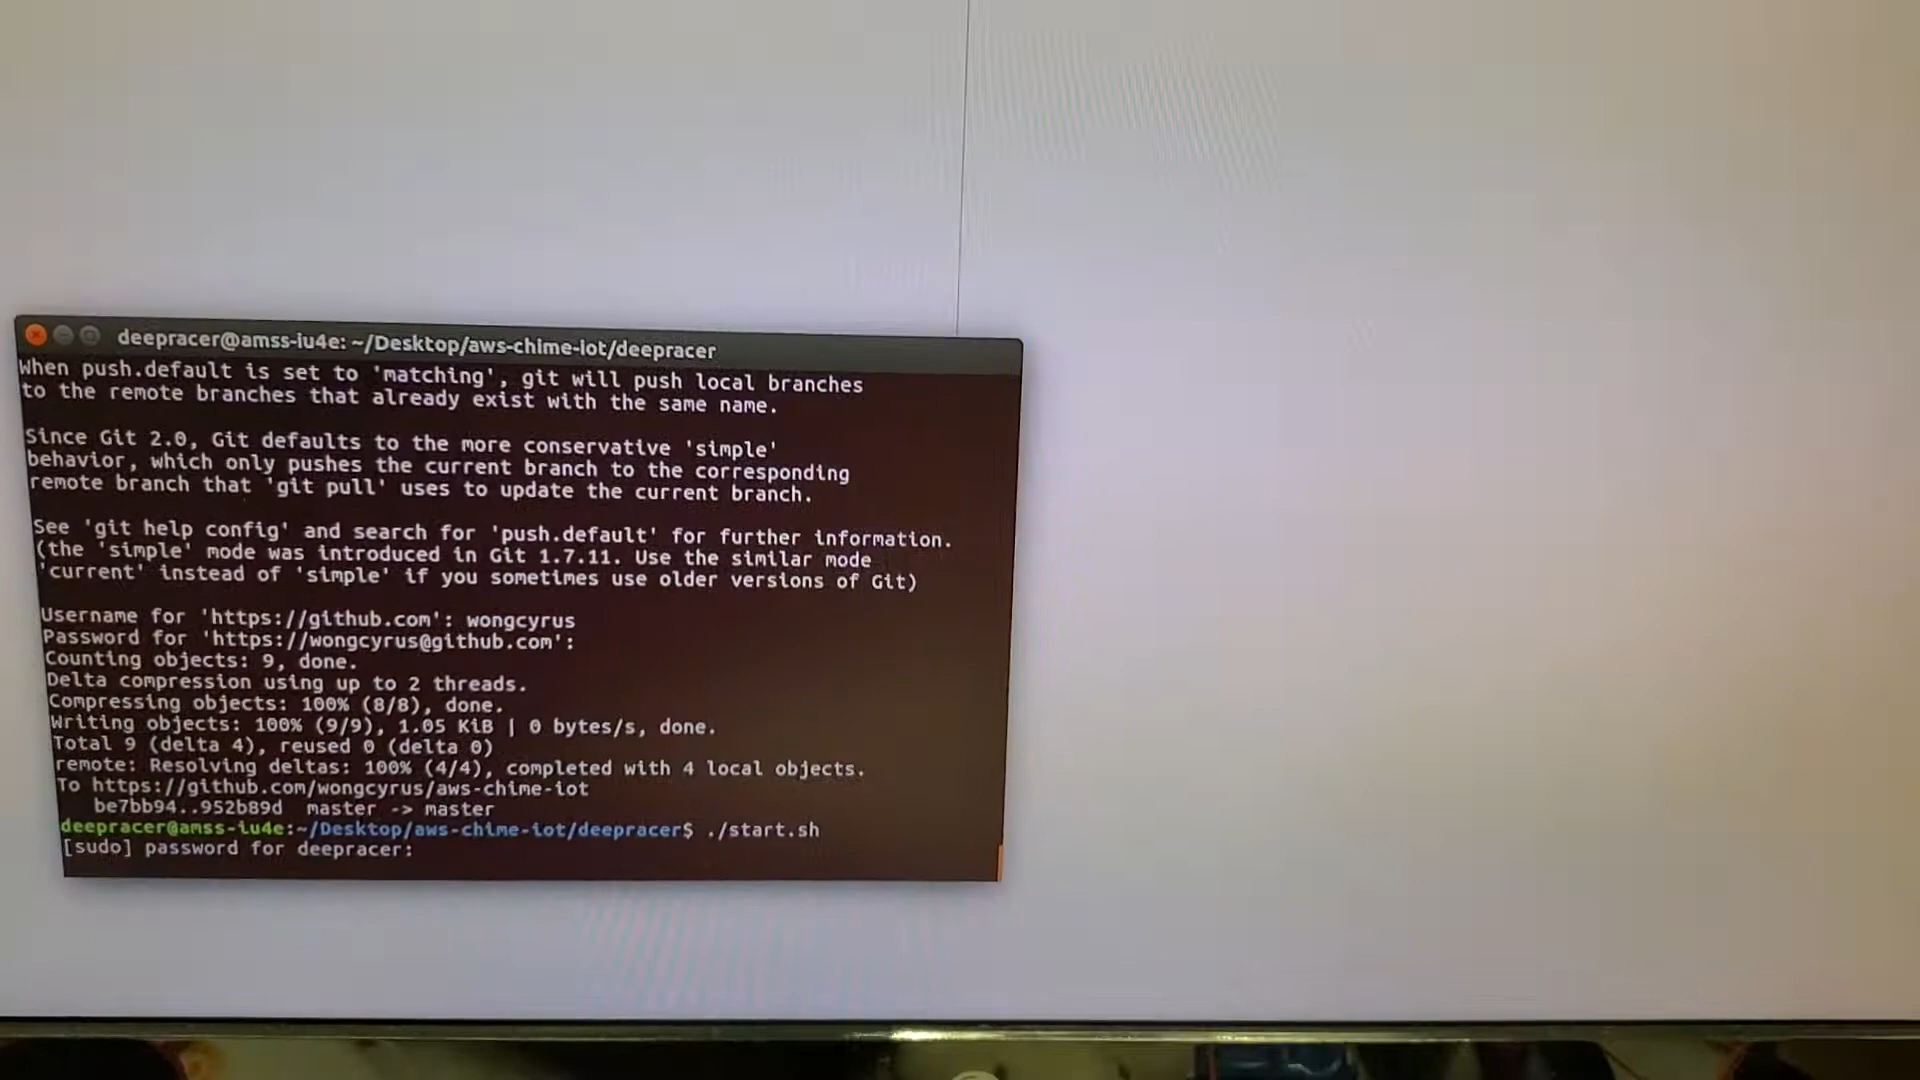 deepracer@amss-iu4e: ~/Desktop/aws-chime-iot/deepracer
When push.default is set to 'matching', git will push local branches
to the remote branches that already exist with the same name.
Since Git 2.0, Git defaults to the more conservative 'simple'
behavior, which only pushes the current branch to the corresponding
remote branch that 'git pull' uses to update the current branch.
See 'git help config' and search for 'push.default' for further information.
(the 'simple' mode was introduced in Git 1.7.11. Use the similar mode
'current' instead of 'simple' if you sometimes use older versions of Git)
Username for 'https://github.com': wongcyrus
Password for 'https://wongcyrus@github.com':
Counting objects: 9, done.
Delta compression using up to 2 threads.
Compressing objects: 100% (8/8), done.
Writing objects: 100% (9/9), 1.05 KiB | 0 bytes/s, done.
Total 9 (delta 4), reused 0 (delta 0)
remote: Resolving deltas: 100% (4/4), completed with 4 local objects.
To https://github.com/wongcyrus/aws-chime-iot
be7bb94..952b89d master -> master
deepracer@amss-iu4e:~/Desktop/aws-chime-iot/deepracer$ ./start.sh
[sudo] password for deepracer: